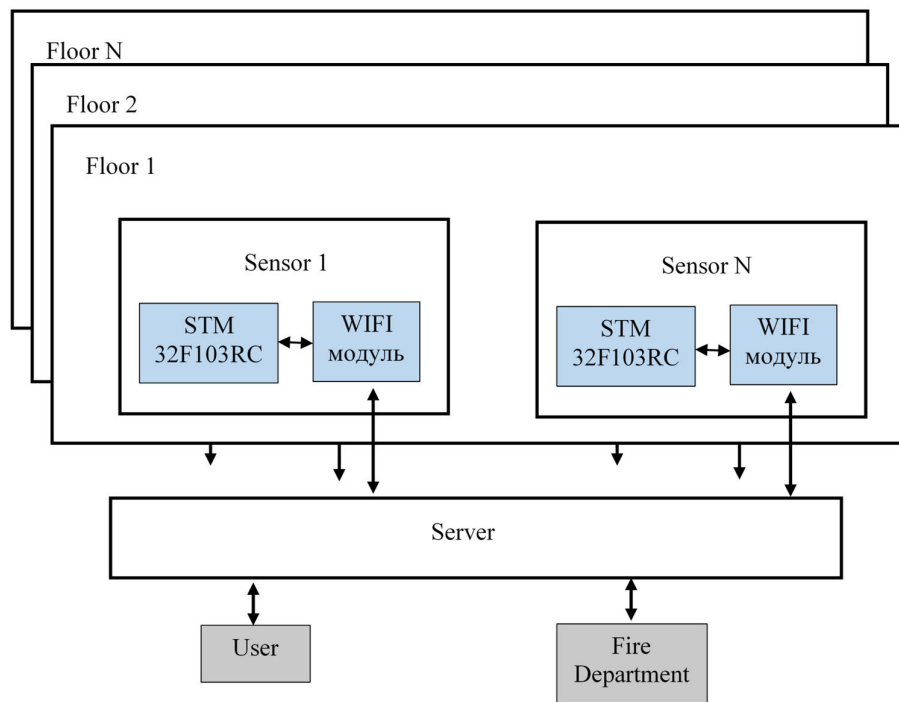 Floor N
Floor 2
Floor 1
Sensor 1
STM
32F103RC
WIFI
модуль
Sensor N
STM
32F103RC
WIFI
модуль
Server
User
Fire
Department